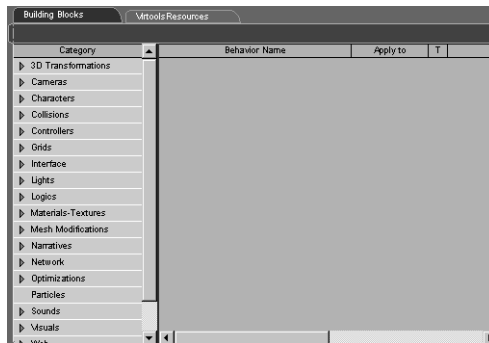 Building Blocks Virtools Resources
Category Behavior Name Apply to T
3D Transformations
Cameras
Characters
Collisions
Controllers
Grids
Interface
Lights
Logics
Materials-Textures
Mesh Modifications
Narratives
Network
Optimizations
Particles
Sounds
Visuals
Web